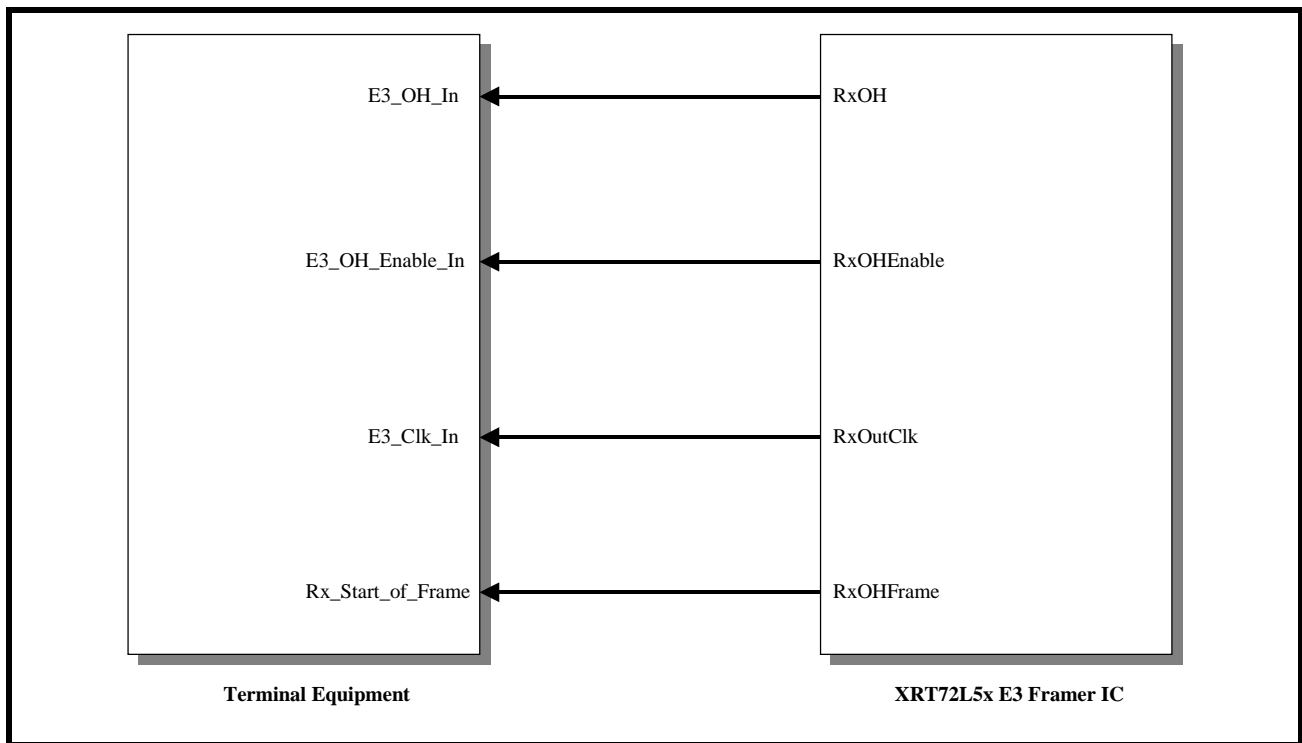 E3_OH_In
RxOH
E3_OH_Enable_In
RxOHEnable
E3_Clk_In
RxOutClk
Rx_Start_of_Frame
RxOHFrame
Terminal Equipment
XRT72L5x E3 Framer IC